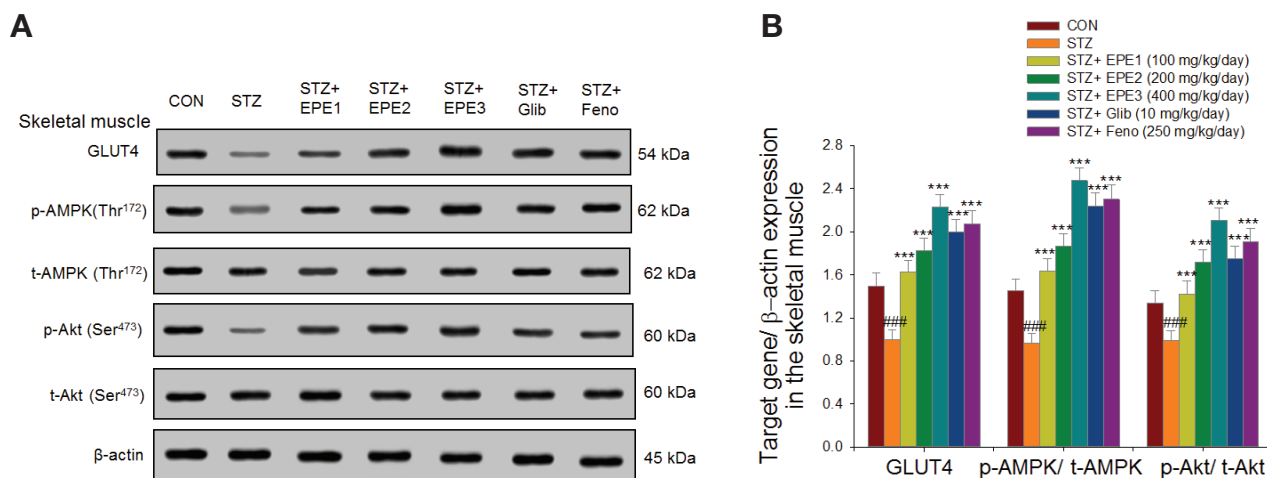 A
CON
STZ
STZ+
EPE1
STZ+
EPE2
STZ+
EPE3
STZ+
Glib
STZ+
Feno
Skeletal muscle
GLUT4
54 kDa
p-AMPK(Thr¹⁷²)
62 kDa
t-AMPK (Thr¹⁷²)
62 kDa
p-Akt (Ser⁴⁷³)
60 kDa
t-Akt (Ser⁴⁷³)
60 kDa
β-actin
45 kDa
B
CON
STZ
STZ+ EPE1 (100 mg/kg/day)
STZ+ EPE2 (200 mg/kg/day)
STZ+ EPE3 (400 mg/kg/day)
STZ+ Glib (10 mg/kg/day)
STZ+ Feno (250 mg/kg/day)
Target gene/ β−actin expression
in the skeletal muscle
2.8
2.4
2.0
1.6
1.2
0.8
0.4
0.0
###
***
***
***
***
***
###
***
***
***
***
***
###
***
***
***
***
***
GLUT4
p-AMPK/ t-AMPK
p-Akt/ t-Akt